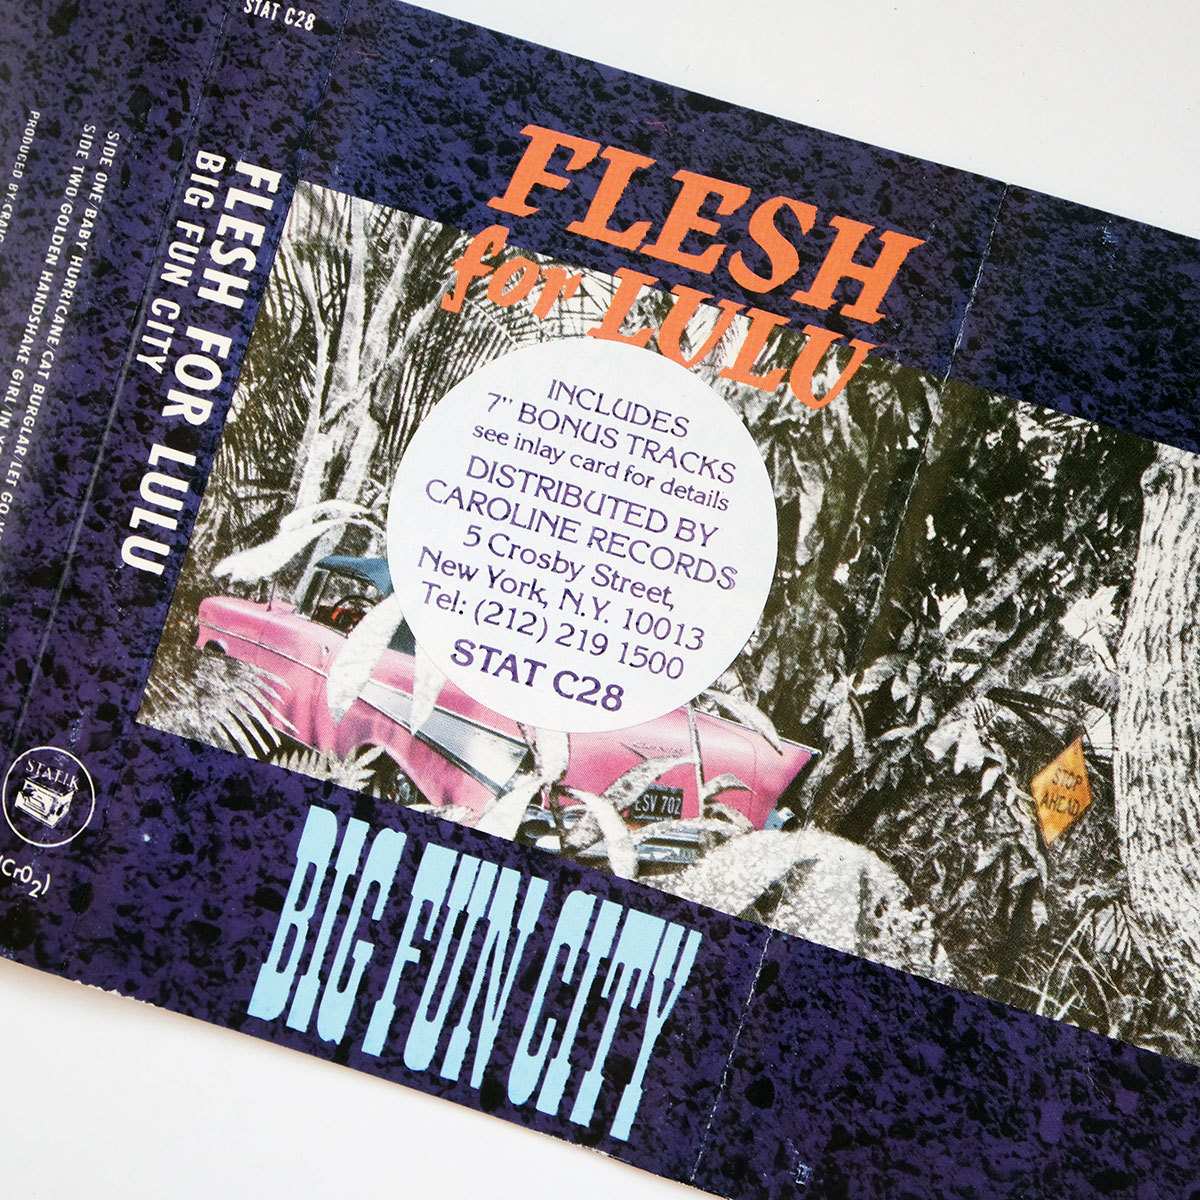 STAT C28
FLESH
for LULU
INCLUDES
7" BONUS TRACKS
see inlay card for details
DISTRIBUTED BY
CAROLINE RECORDS
5 Crosby Street,
New York, N.Y. 10013
Tel: (212) 219 1500
STAT C28
ESV 702
STOP
AHEAD
BIG FUN CITY
FLESH FOR LULU
BIG FUN CITY
SIDE ONE/BABY HURRICANE/CAT BURGLAR/LET GO
SIDE TWO/GOLDEN HANDSHAKE GIRL/IN
PRODUCED BY:CRAIG
STATIK